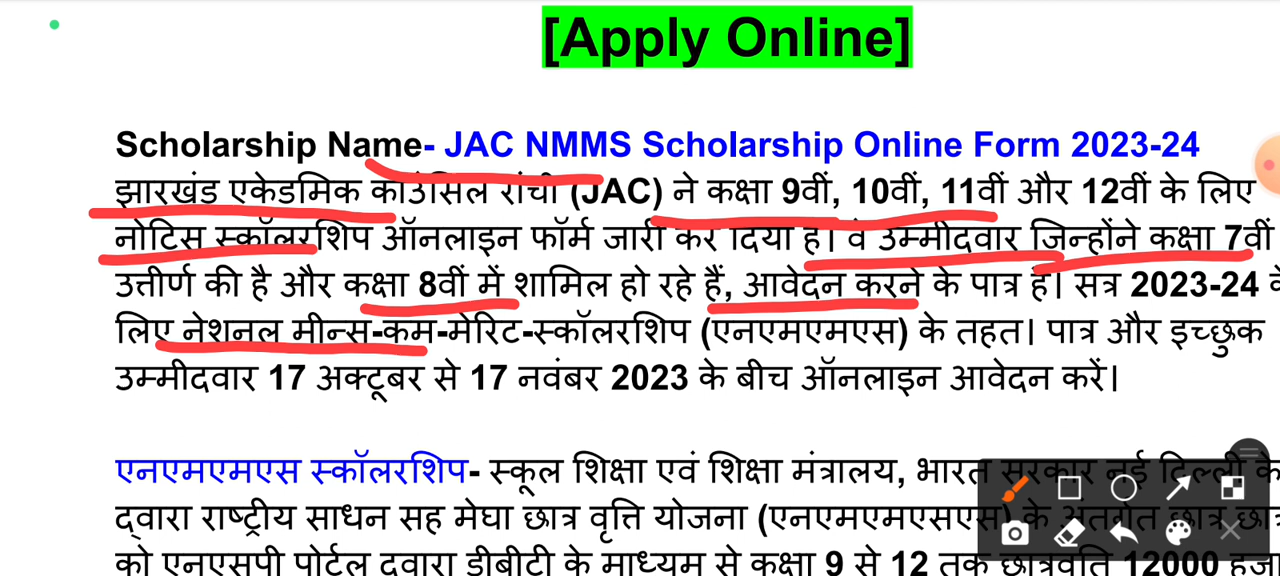 [Apply Online]
Scholarship Name- JAC NMMS Scholarship Online Form 2023-24
झारखंड एकेडमिक काउंसिल रांची (JAC) ने कक्षा 9वीं, 10वीं, 11वीं और 12वीं के लिए
नोटिस स्कॉलरशिप ऑनलाइन फॉर्म जारी कर दिया है। वे उम्मीदवार जिन्होंने कक्षा 7वीं
उत्तीर्ण की है और कक्षा 8वीं में शामिल हो रहे हैं, आवेदन करने के पात्र हैं। सत्र 2023-24 के
लिए नेशनल मीन्स-कम-मेरिट-स्कॉलरशिप (एनएमएमएस) के तहत। पात्र और इच्छुक
उम्मीदवार 17 अक्टूबर से 17 नवंबर 2023 के बीच ऑनलाइन आवेदन करें।
एनएमएमएस स्कॉलरशिप- स्कूल शिक्षा एवं शिक्षा मंत्रालय, भारत सरकार नई दिल्ली के
द्वारा राष्ट्रीय साधन सह मेघा छात्र वृत्ति योजना (एनएमएमएसएस) के अंतर्गत छात्र
को एनएसपी पोर्टल द्वारा डीबीटी के माध्यम से कक्षा 9 से 12 तक छात्रवृति 12000